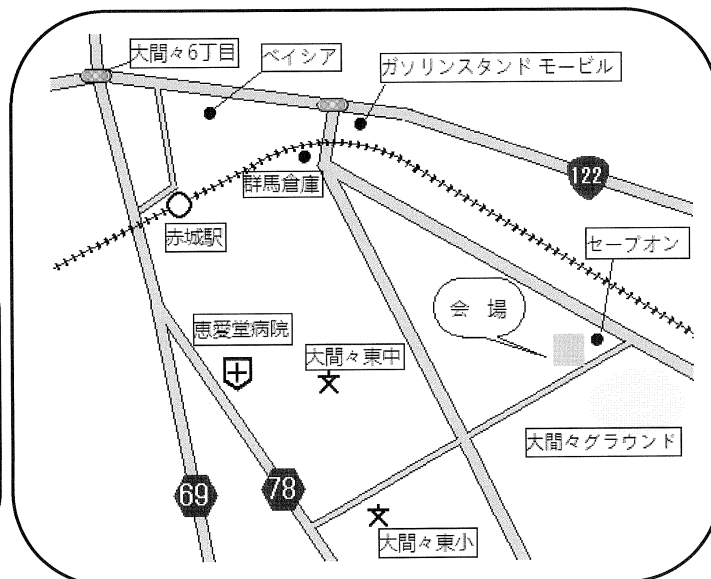 大間々6丁目
ベイシア
ガソリンスタンド モービル
122
群馬倉庫
赤城駅
セーブオン
会 場
恵愛堂病院
大間々東中
大間々グラウンド
69
78
大間々東小